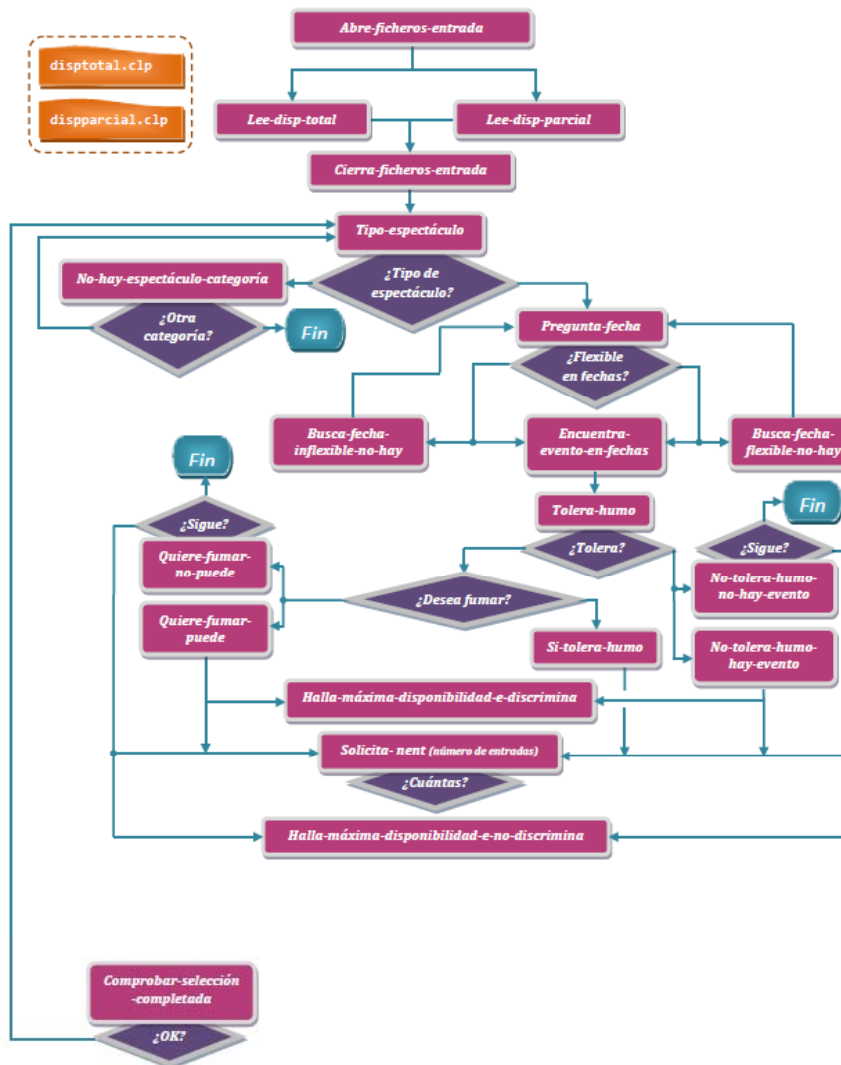 Abre-ficheros-entrada
disptotal.clp
dispparcial.clp
Lee-disp-total
Lee-disp-parcial
Cierra-ficheros-entrada
Tipo-espectáculo
¿Tipo de
espectáculo?
No-hay-espectáculo-categoría
¿Otra
categoría?
Fin
Pregunta-fecha
¿Flexible
en fechas?
Busca-fecha-
inflexible-no-hay
Encuentra-
evento-en-fechas
Busca-fecha-
flexible-no-hay
Fin
Fin
Tolera-humo
¿Sigue?
¿Tolera?
¿Sigue?
Quiere-fumar-
no-puede
No-tolera-humo-
no-hay-evento
¿Desea fumar?
Quiere-fumar-
puede
Si-tolera-humo
No-tolera-humo-
hay-evento
Halla-máxima-disponibilidad-e-discrimina
Solicita- nent (número de entradas)
¿Cuántas?
Halla-máxima-disponibilidad-e-no-discrimina
Comprobar-selección
-completada
¿OK?